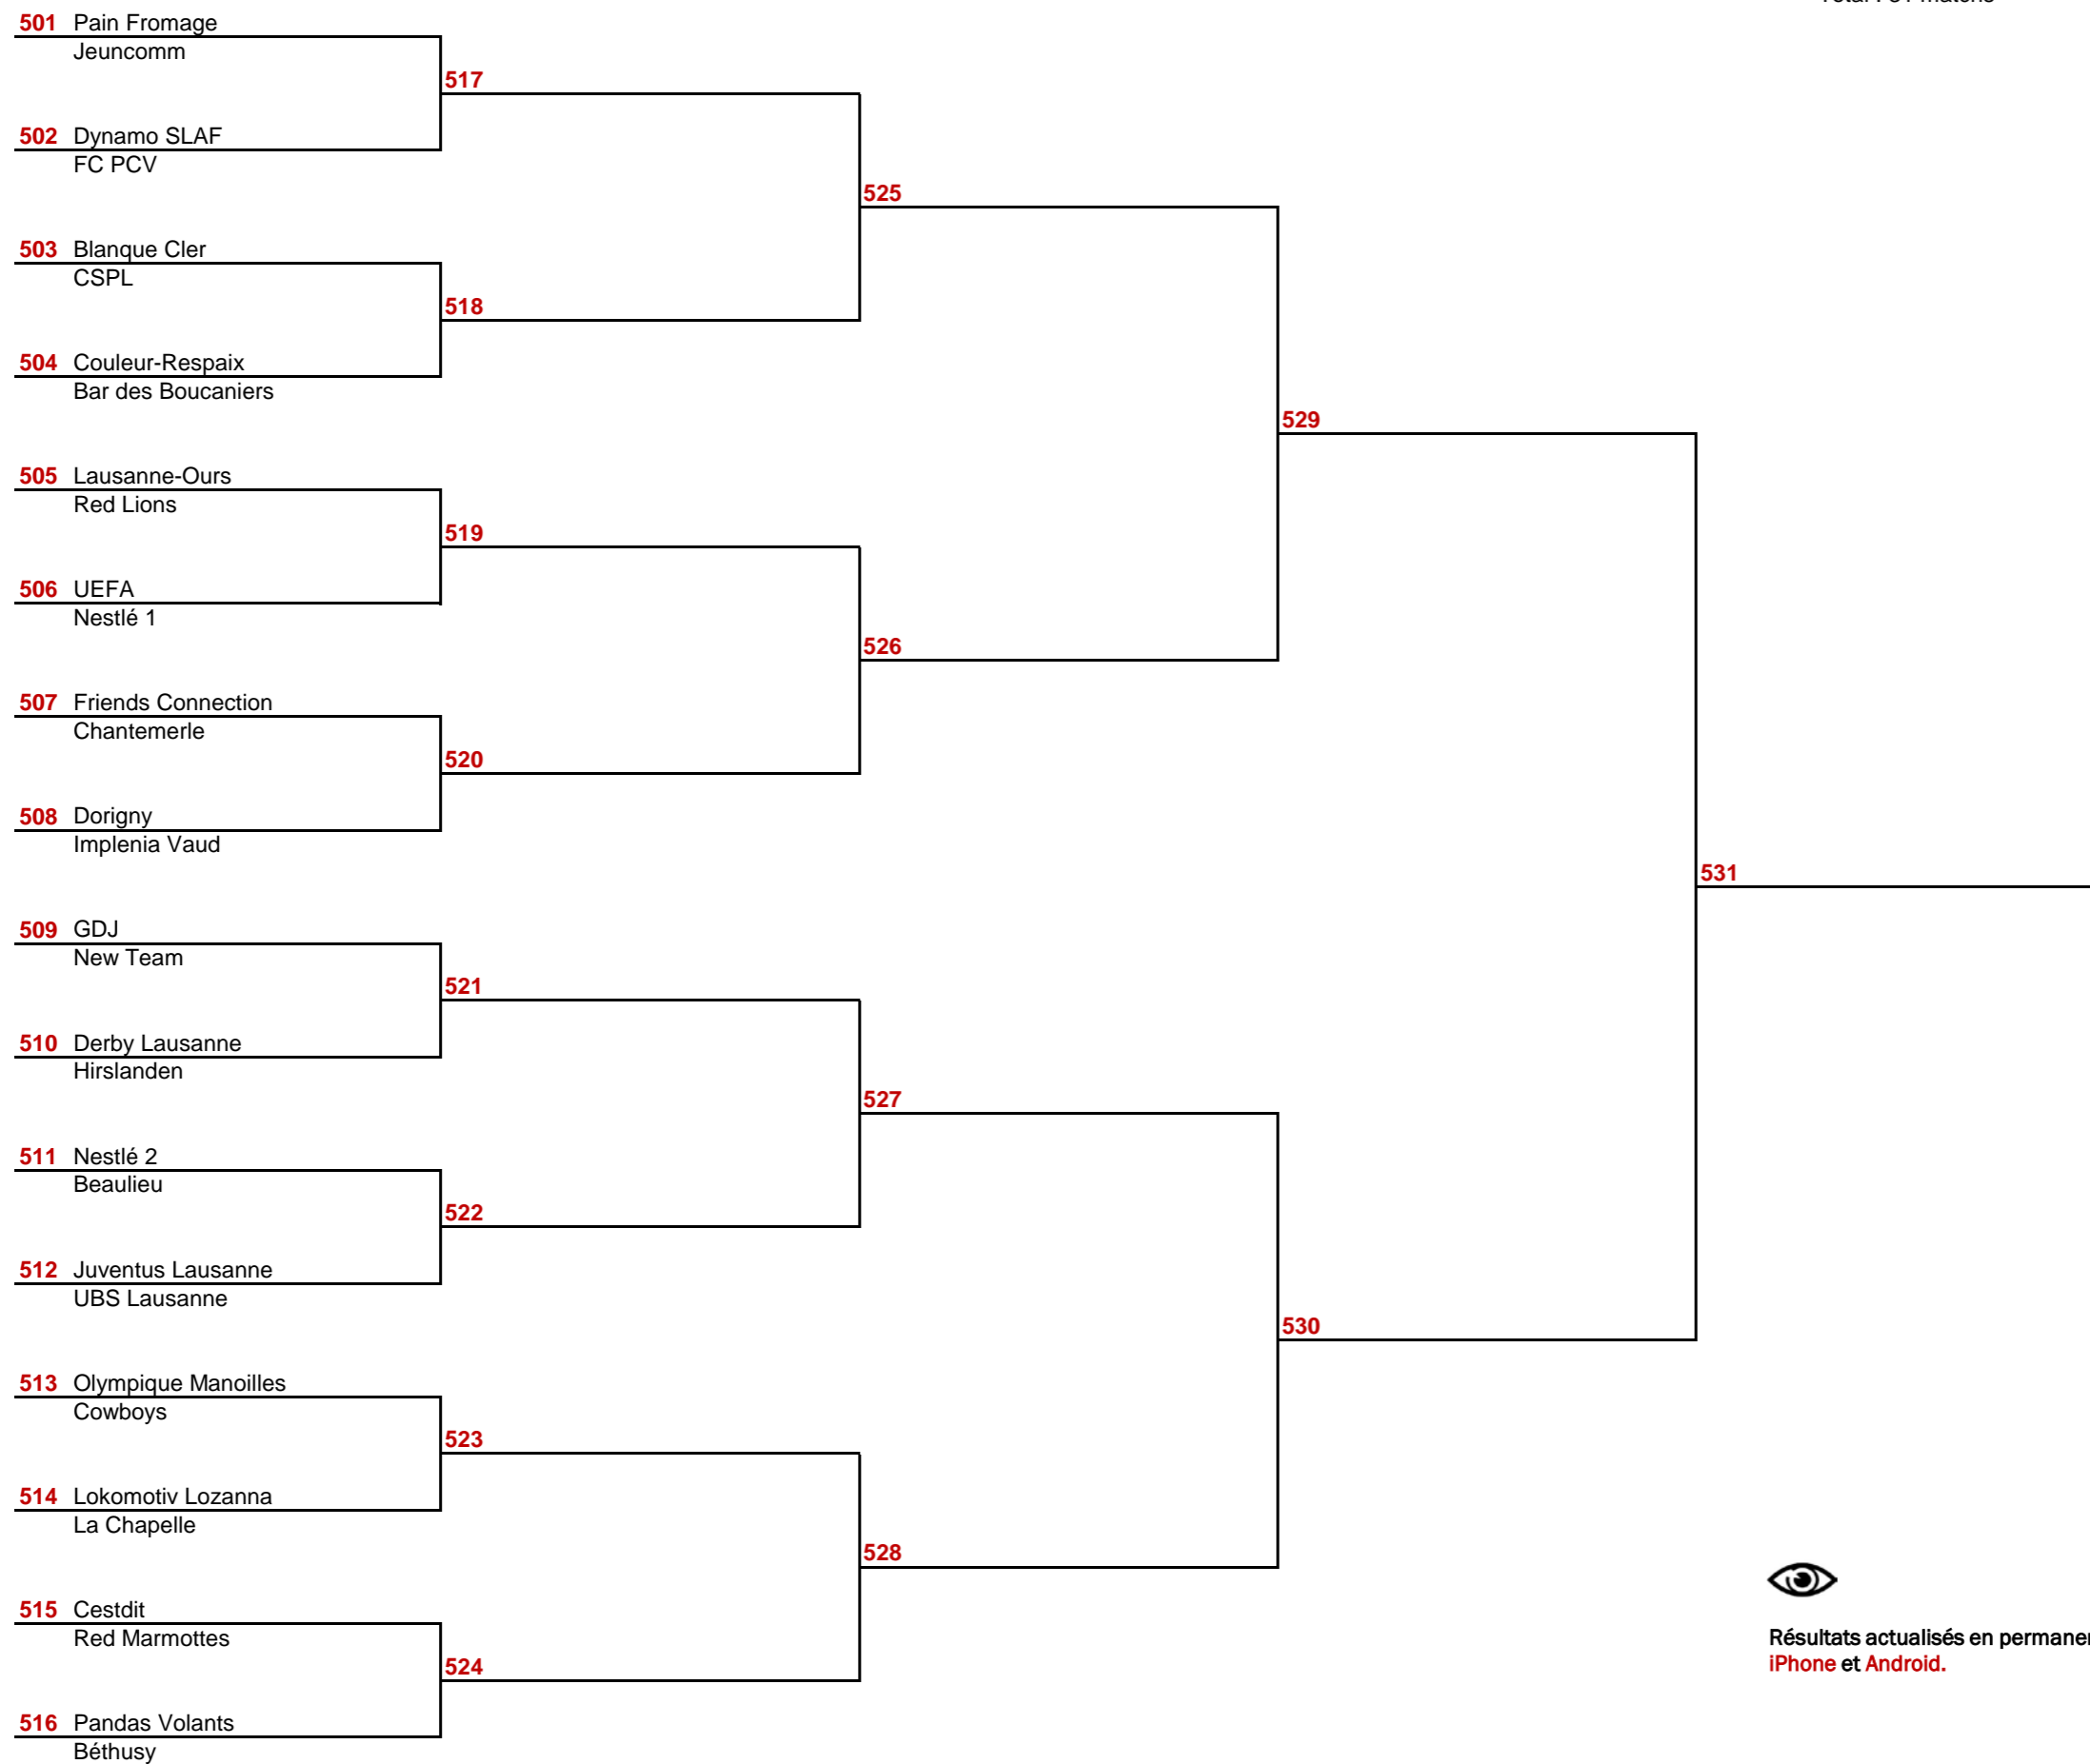 501 Pain Fromage
Jeuncomm
517
502 Dynamo SLAF
FC PCV
525
503 Blanque Cler
CSPL
518
504 Couleur-Respaix
Bar des Boucaniers
529
505 Lausanne-Ours
Red Lions
519
506 UEFA
Nestlé 1
526
507 Friends Connection
Chantemerle
520
508 Dorigny
Implenia Vaud
531
509 GDJ
New Team
521
510 Derby Lausanne
Hirslanden
527
511 Nestlé 2
Beaulieu
522
512 Juventus Lausanne
UBS Lausanne
530
513 Olympique Manoilles
Cowboys
523
514 Lokomotiv Lozanna
La Chapelle
528
515 Cestdit
Red Marmottes
524
516 Pandas Volants
Béthusy
Résultats actualisés en
iPhone et Android.